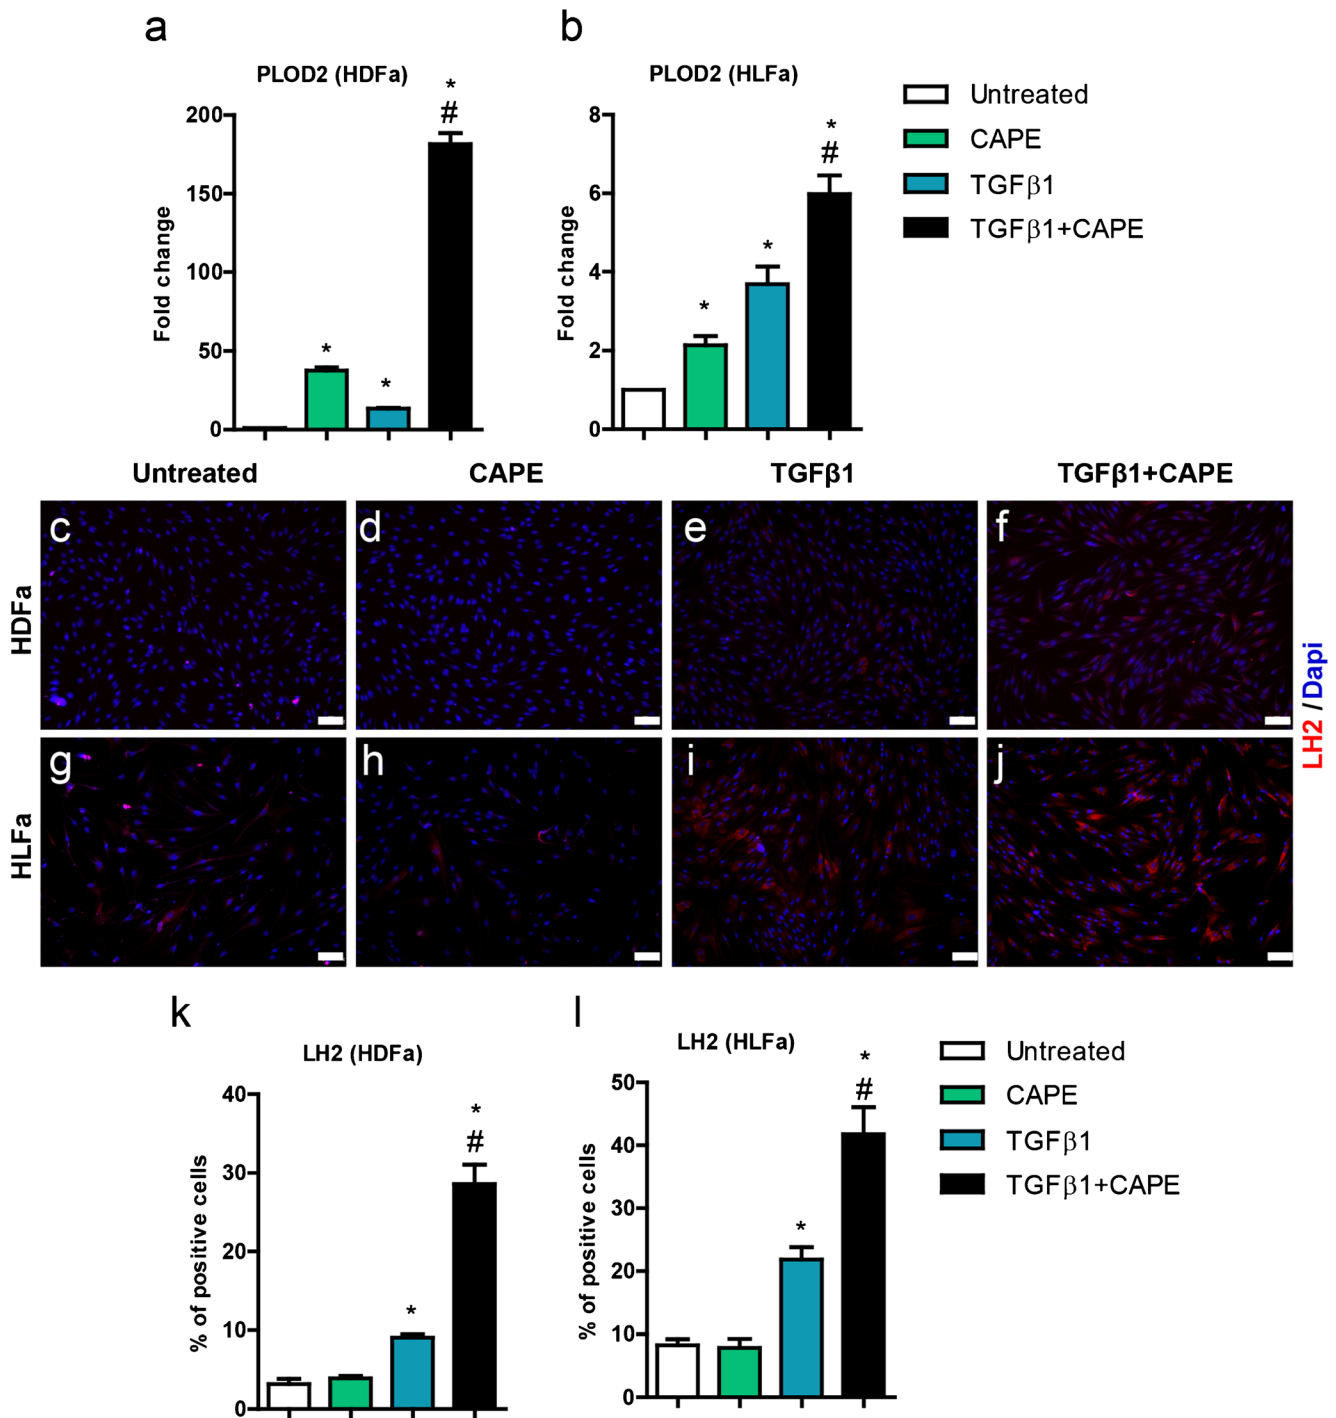 a
b
PLOD2 (HDFa)
PLOD2 (HLFa)
Untreated
CAPE
TGFβ1
TGFβ1+CAPE
Fold change
200
150
100
50
0
*
*
*
#
Fold change
8
6
4
2
0
*
*
*
#
Untreated
CAPE
TGFβ1
TGFβ1+CAPE
HDFa
c
d
e
f
HLFa
g
h
i
j
LH2 / Dapi
k
l
LH2 (HDFa)
LH2 (HLFa)
Untreated
CAPE
TGFβ1
TGFβ1+CAPE
% of positive cells
40
30
20
10
0
*
*
#
% of positive cells
50
40
30
20
10
0
*
*
#